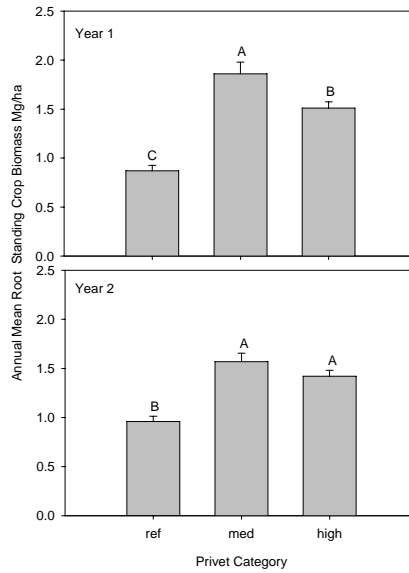 Annual Mean Root Standing Crop Biomass Mg/ha
2.5
Year 1
2.0
A
B
1.5
1.0
C
0.5
0.0
2.5
Year 2
2.0
A
A
1.5
B
1.0
0.5
0.0
ref med high
Privet Category